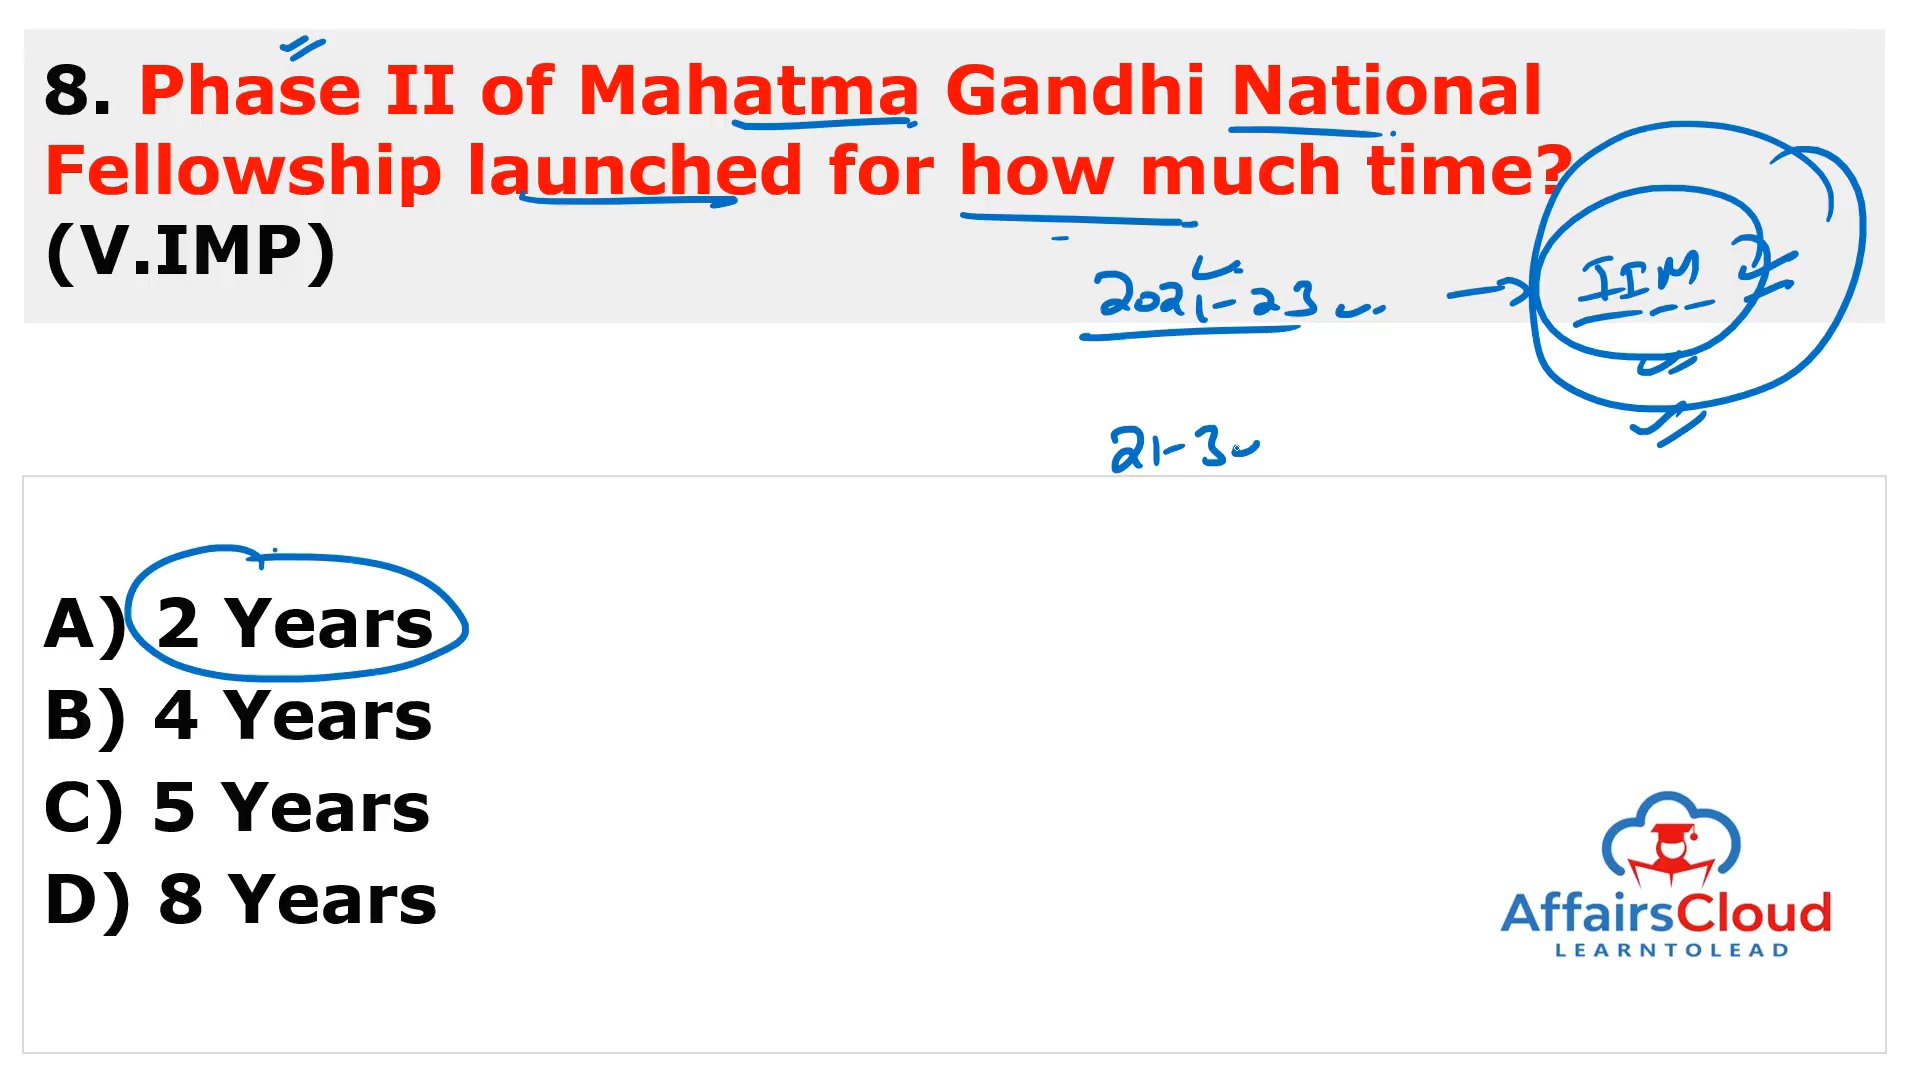 8. Phase II of Mahatma Gandhi National
Fellowship launched for how much time?
(V.IMP)
2021-23
IIM
21-3
A) 2 Years
B) 4 Years
C) 5 Years
D) 8 Years
AffairsCloud
LEARNTOLEAD